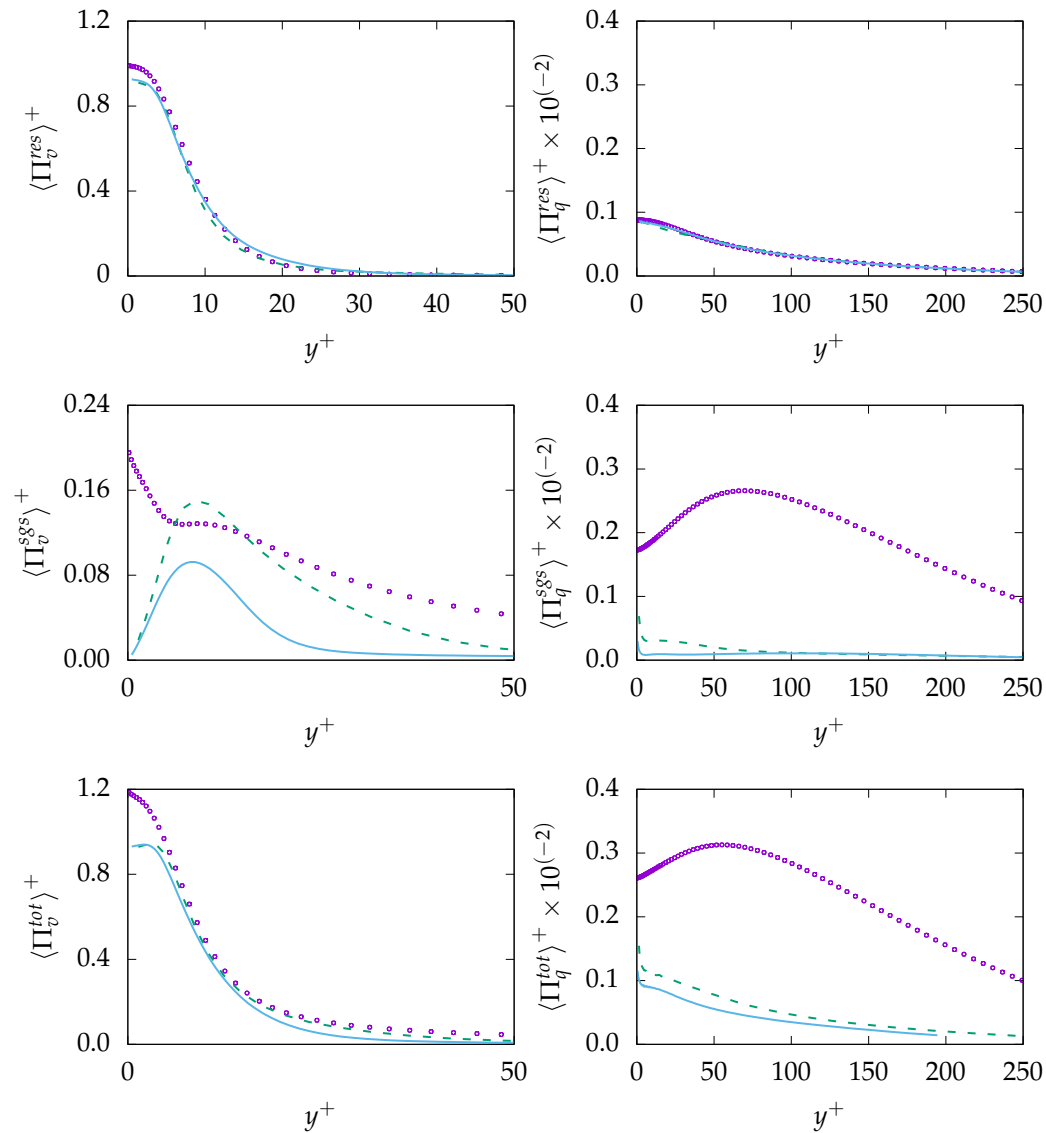 1.2
0.8
0.4
0
0 10 20 30 40 50
⟨Π_v^{res}⟩^+
y^+
0.4
0.3
0.2
0.1
0.0
0 50 100 150 200 250
⟨Π_q^{res}⟩^+ × 10^{(−2)}
y^+
0.24
0.16
0.08
0.00
0 50
⟨Π_v^{sgs}⟩^+
y^+
0.4
0.3
0.2
0.1
0.0
0 50 100 150 200 250
⟨Π_q^{sgs}⟩^+ × 10^{(−2)}
y^+
1.2
0.8
0.4
0.0
0 50
⟨Π_v^{tot}⟩^+
y^+
0.4
0.3
0.2
0.1
0.0
0 50 100 150 200 250
⟨Π_q^{tot}⟩^+ × 10^{(−2)}
y^+